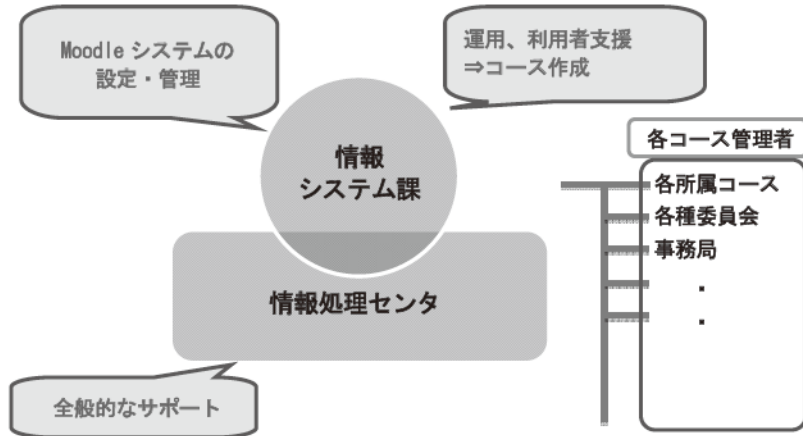 Moodle システムの
設定・管理
運用、利用者支援
⇒コース作成
情報
システム課
情報処理センタ
全般的なサポート
各コース管理者
各所属コース
各種委員会
事務局
・
・